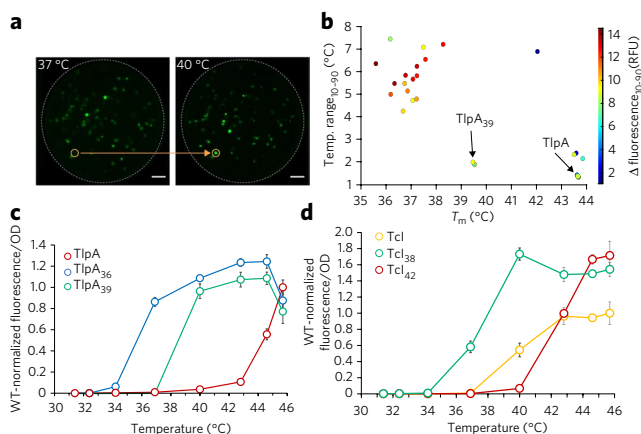 a
37 °C
40 °C
b
Temp. range10–90 (°C)
8
7
6
5
4
3
2
1
TlpA39
TlpA
35 36 37 38 39 40 41 42 43 44
Tm (°C)
14
12
10
8
6
4
2
Δ fluorescence10–90 (RFU)
c
WT-normalized fluorescence/OD
1.4
1.2
1.0
0.8
0.6
0.4
0.2
0
TlpA
TlpA36
TlpA39
30 32 34 36 38 40 42 44 46
Temperature (°C)
d
WT-normalized
fluorescence/OD
2.0
1.8
1.6
1.4
1.2
1.0
0.8
0.6
0.4
0.2
0
Tcl
Tcl38
Tcl42
30 32 34 36 38 40 42 44 46
Temperature (°C)